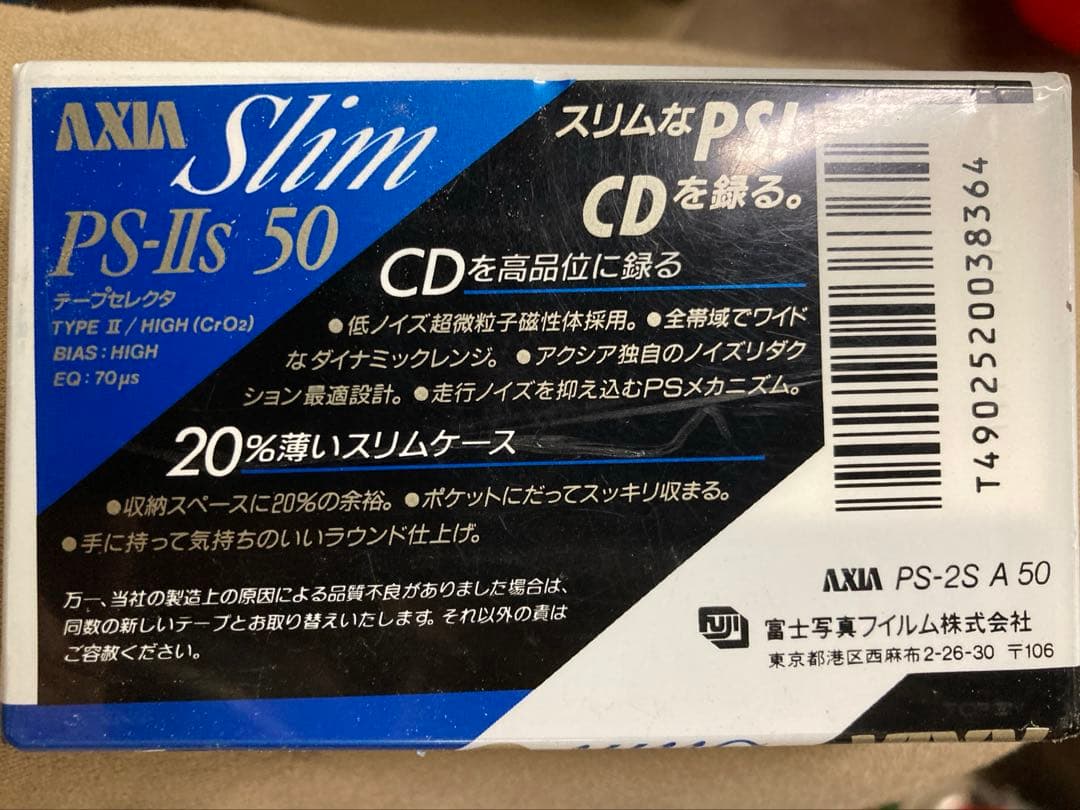 AXIA Slim
PS-IIs 50
テープセレクタ
TYPE II / HIGH (CrO2)
BIAS : HIGH
EQ : 70μs
スリムなPS!
CDを録る。
CDを高品位に録る
●低ノイズ超微粒子磁性体採用。●全帯域でワイド
なダイナミックレンジ。●アクシア独自のノイズリダク
ション最適設計。●走行ノイズを抑え込むPSメカニズム。
20%薄いスリムケース
●収納スペースに20%の余裕。●ポケットにだってスッキリ収まる。
●手に持って気持ちのいいラウンド仕上げ。
万一、当社の製造上の原因による品質不良がありました場合は、
同数の新しいテープとお取り替えいたします。それ以外の責は
ご容赦ください。
T4902520038364
AXIA PS-2S A 50
FUJI 富士写真フイルム株式会社
東京都港区西麻布2-26-30 〒106